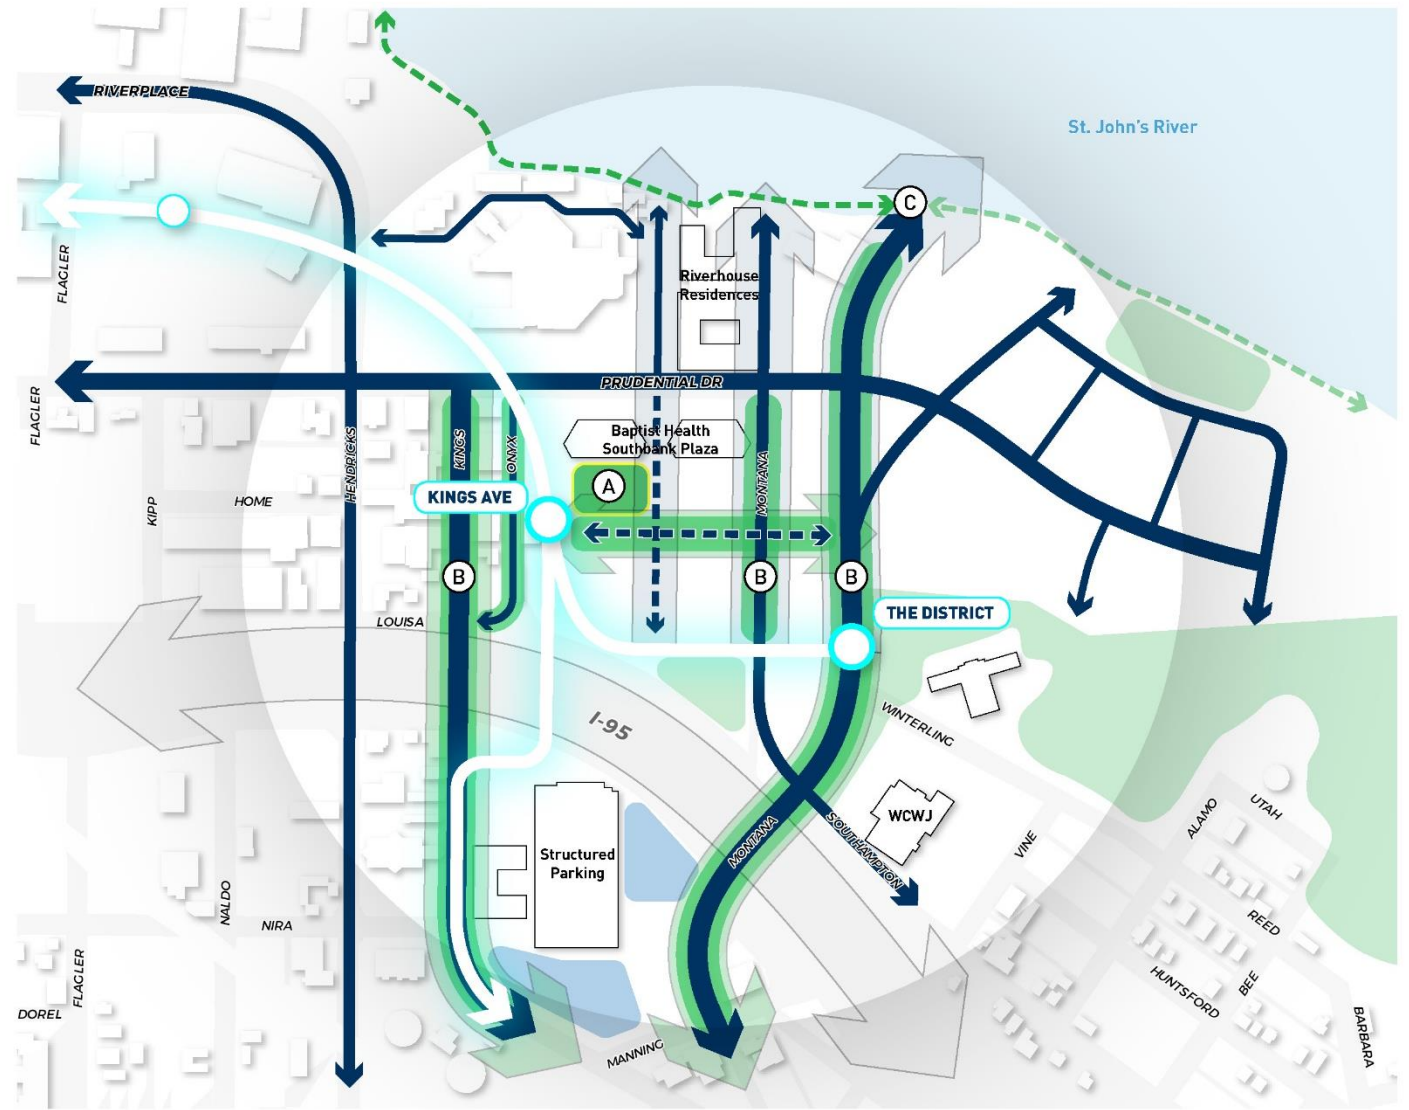 RIVERPLACE
St. John's River
C
FLAGLER
Riverhouse
Residences
PRUDENTIAL DR
FLAGLER
Baptist Health
Southbank Plaza
HENDRICKS
KINGS
ONYX
MONTANA
KIPP
HOME
KINGS AVE
A
B
B
B
LOUISA
THE DISTRICT
I-95
WINTERLING
WCWJ
SOUTHAMPTON
MONTANA
VINE
ALAMO
UTAH
Structured
Parking
NALDO
NIRA
REED
FLAGLER
HUNTSFORD
BEE
DOREL
MANNING
BARBARA